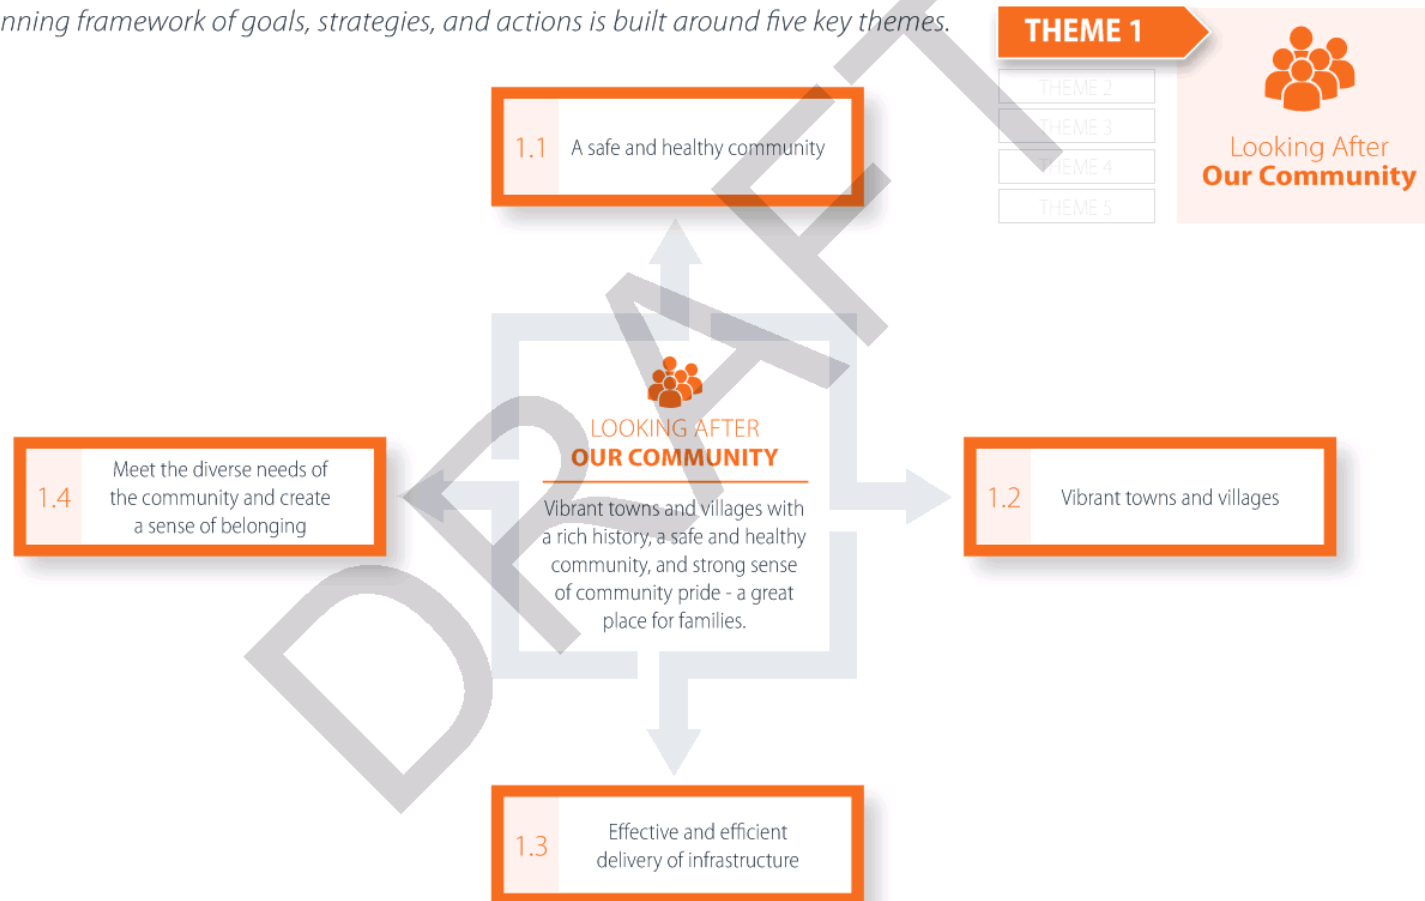 nning framework of goals, strategies, and actions is built around five key themes.
THEME 1
THEME 2
THEME 3
THEME 4
THEME 5
Looking After
Our Community
1.1 A safe and healthy community
LOOKING AFTER
OUR COMMUNITY
Vibrant towns and villages with
a rich history, a safe and healthy
community, and strong sense
of community pride - a great
place for families.
1.4
Meet the diverse needs of
the community and create
a sense of belonging
1.2 Vibrant towns and villages
1.3
Effective and efficient
delivery of infrastructure
DRAFT